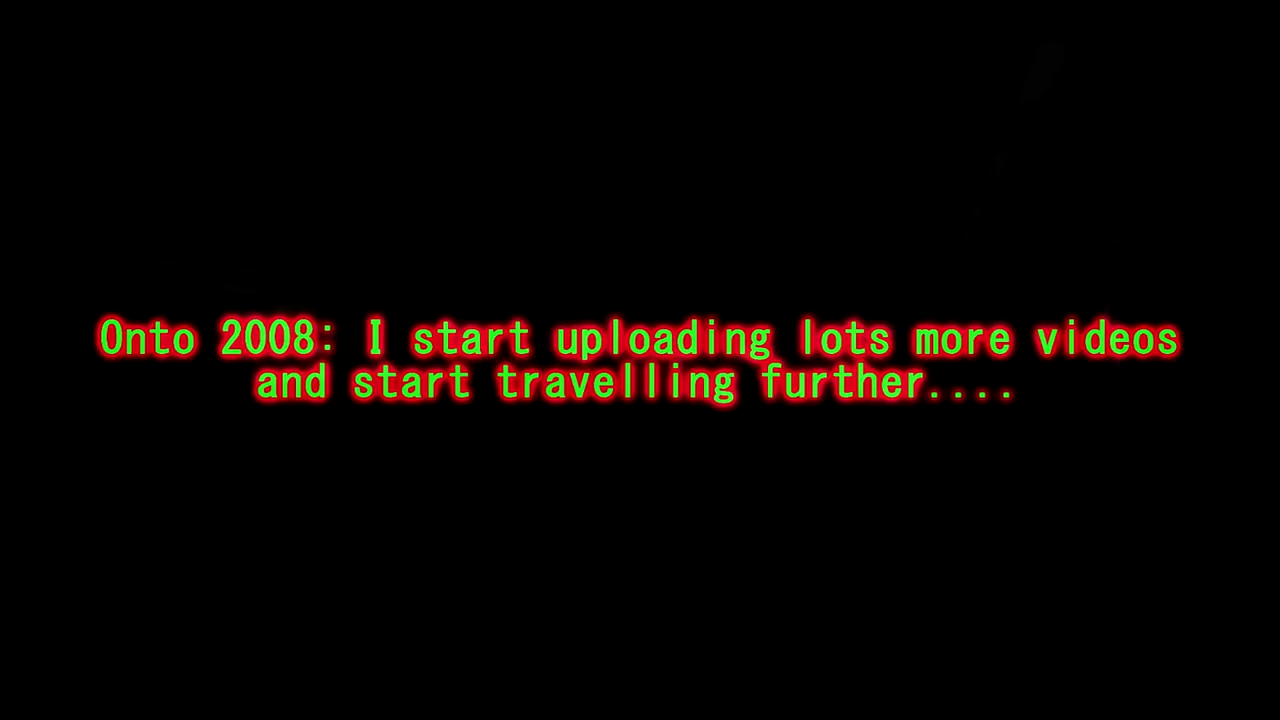 Onto 2008: I start uploading lots more videos
and start travelling further....